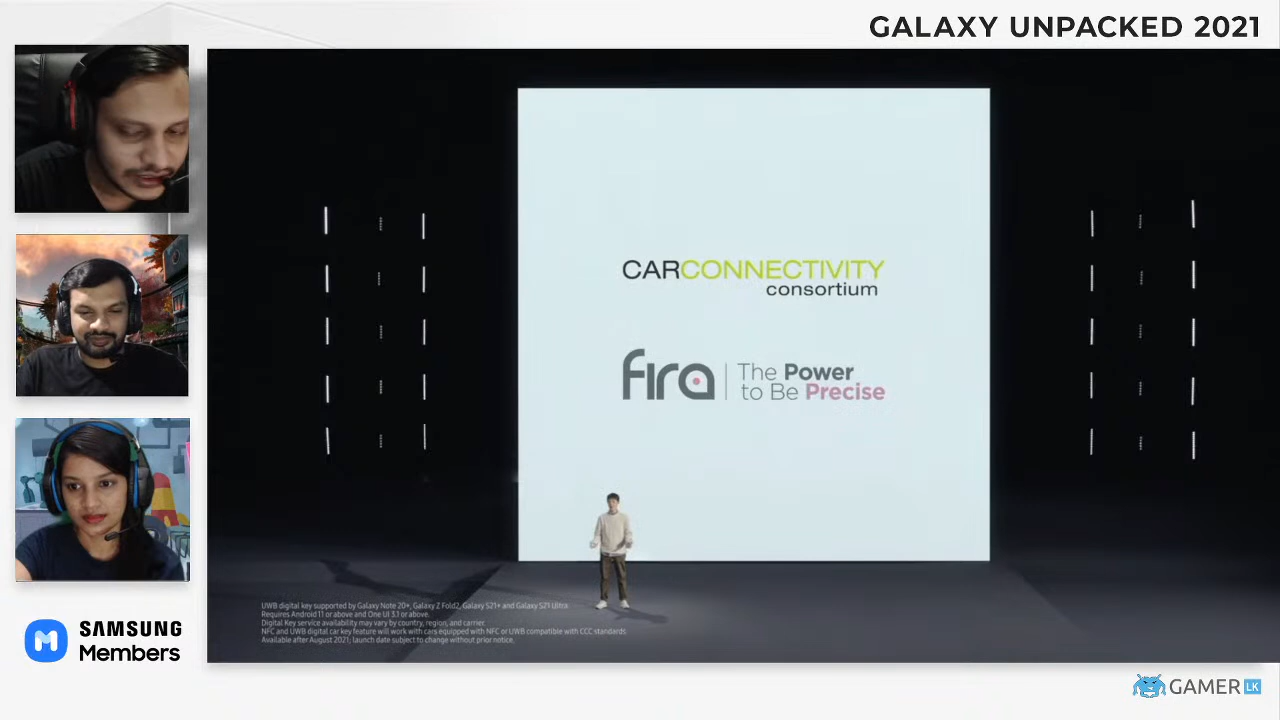 GALAXY UNPACKED 2021
CARCONNECTIVITY
consortium
fira
The Power
to Be Precise
UWB digital key supported by Galaxy Note 20+, Galaxy Z Fold2, Galaxy S21+ and Galaxy S21 Ultra.
Requires Android 11 or above and One UI 3.1 or above.
Digital Key service availability may vary by country, region, and carrier.
NFC and UWB digital car key feature will work with cars equipped with NFC or UWB compatible with CCC standards
Available after August 2021; launch date subject to change without prior notice.
SAMSUNG
Members
GAMER LK